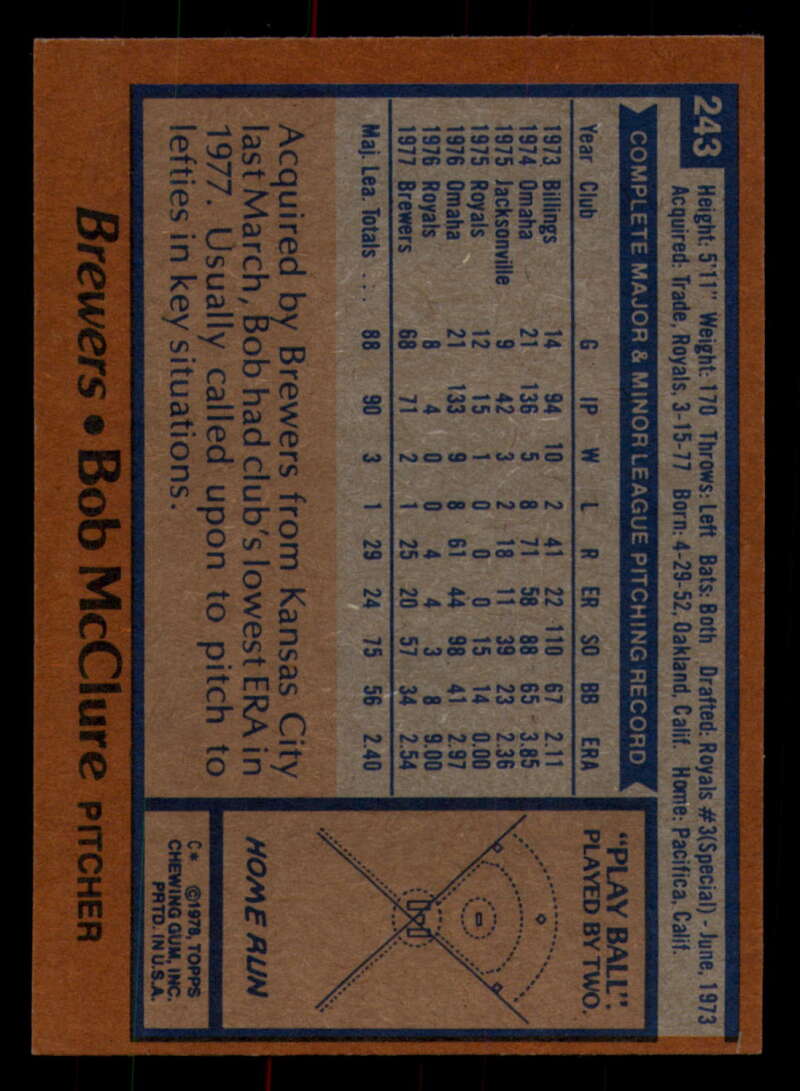 243
Height: 5'11" Weight: 170 Throws: Left Bats: Both Drafted: Royals #3(Special) - June, 1973
Acquired: Trade, Royals, 3-15-77 Born: 4-29-52, Oakland, Calif. Home: Pacifica, Calif.
COMPLETE MAJOR & MINOR LEAGUE PITCHING RECORD
Year Club G IP W L R ER SO BB ERA
1973 Billings 14 94 10 2 41 22 110 67 2.11
1974 Omaha 21 136 5 8 71 58 88 65 3.85
1975 Jacksonville 9 42 3 2 18 11 39 23 2.36
1975 Royals 12 15 1 0 0 0 15 14 0.00
1976 Omaha 21 133 9 8 61 44 98 41 2.97
1976 Royals 8 4 0 0 4 4 3 8 9.00
1977 Brewers 68 71 2 1 25 20 57 34 2.54
Maj. Lea. Totals ... 88 90 3 1 29 24 75 56 2.40
Acquired by Brewers from Kansas City
last March, Bob had club's lowest ERA in
1977. Usually called upon to pitch to
lefties in key situations.
"PLAY BALL".
PLAYED BY TWO.
HOME RUN
C* ©1978, TOPPS
CHEWING GUM, INC.
PRTD. IN U.S.A.
Brewers • Bob McClure PITCHER